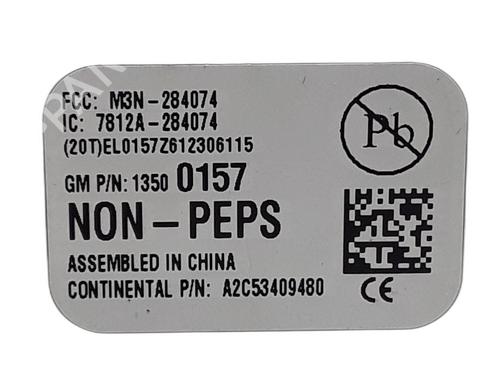 FCC: M3N-284074
IC: 7812A-284074
(20T)EL0157Z612306115
GM P/N: 1350 0157
NON-PEPS
ASSEMBLED IN CHINA
CONTINENTAL P/N: A2C53409480
Pb
CE